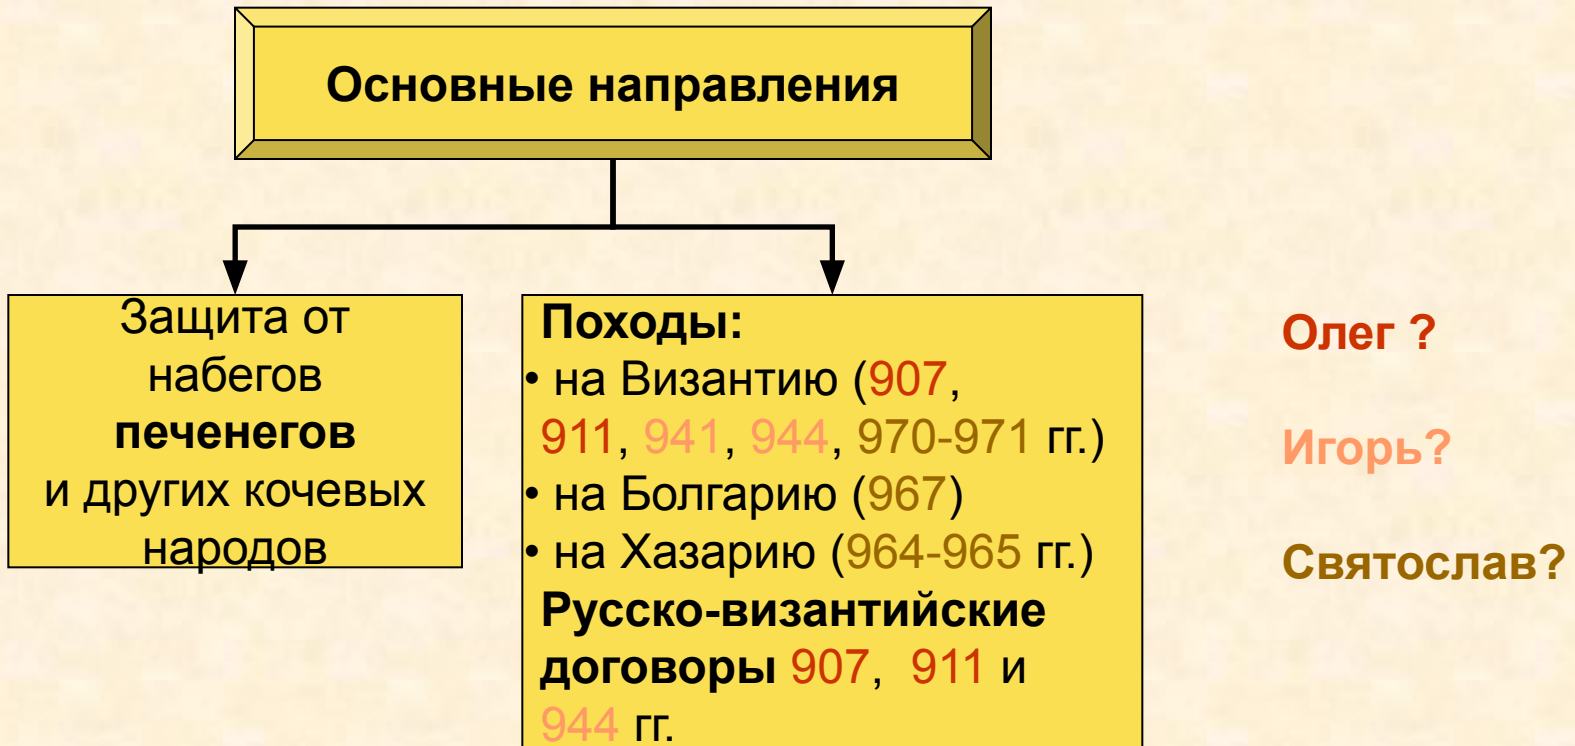 Основные направления
Защита от
набегов
печенегов
и других кочевых
народов
Походы:
• на Византию (907,
911, 941, 944, 970-971 гг.)
• на Болгарию (967)
• на Хазарию (964-965 гг.)
Русско-византийские
договоры 907, 911 и
944 гг.
Олег ?
Игорь?
Святослав?